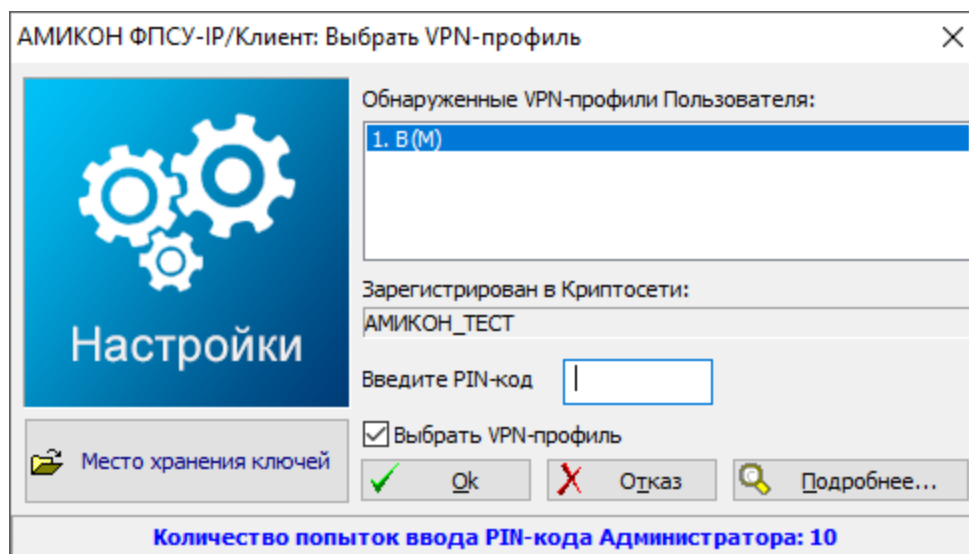 АМИКОН ФПСУ-IP/Клиент: Выбрать VPN-профиль
Обнаруженные VPN-профили Пользователя:
1. В(М)
Зарегистрирован в Криптосети:
АМИКОН_ТЕСТ
Настройки
Введите PIN-код
Выбрать VPN-профиль
Место хранения ключей
Ok
Отказ
Подробнее...
Количество попыток ввода PIN-кода Администратора: 10